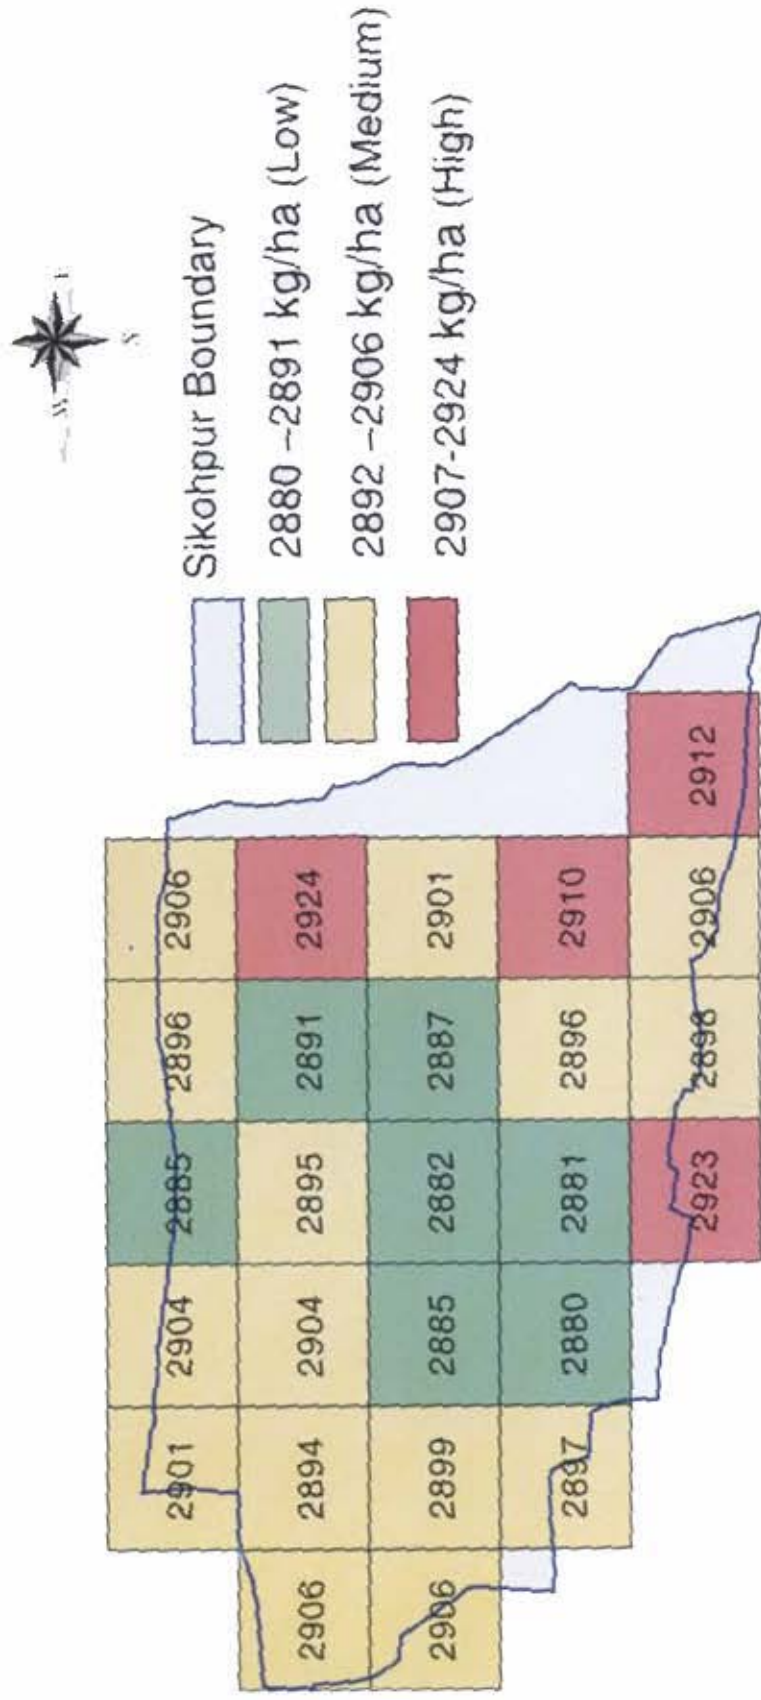 Sikohpur Boundary
2880 –2891 kg/ha (Low)
2892 –2906 kg/ha (Medium)
2907-2924 kg/ha (High)
2901 2904 2885 2896 2906
2906 2894 2904 2895 2891 2924
2906 2899 2885 2882 2887 2901
2897 2880 2881 2896 2910
2923 2898 2906 2912